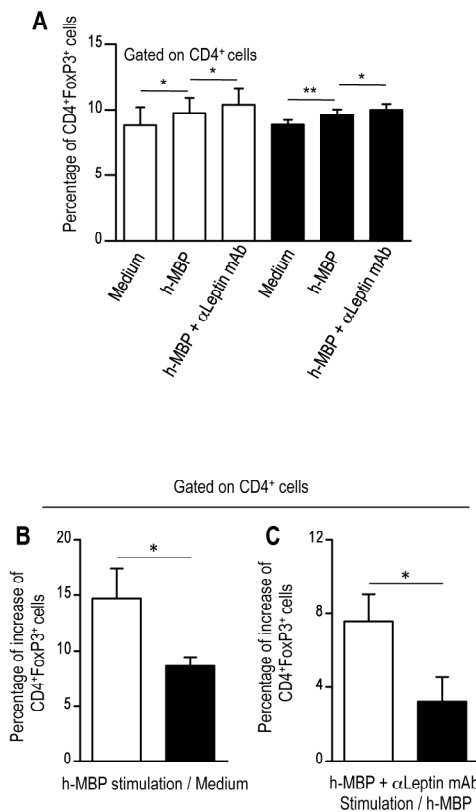 A
Percentage of CD4⁺FoxP3⁺ cells
15
10
5
0
Gated on CD4⁺ cells
*
*
**
*
Medium
h-MBP
h-MBP + αLeptin mAb
Medium
h-MBP
h-MBP + αLeptin mAb
Gated on CD4⁺ cells
B
Percentage of increase of
CD4⁺FoxP3⁺ cells
20
15
10
5
0
*
h-MBP stimulation / Medium
C
Percentage of increase of
CD4⁺FoxP3⁺ cells
12
8
4
0
*
h-MBP + αLeptin mAb
Stimulation / h-MBP